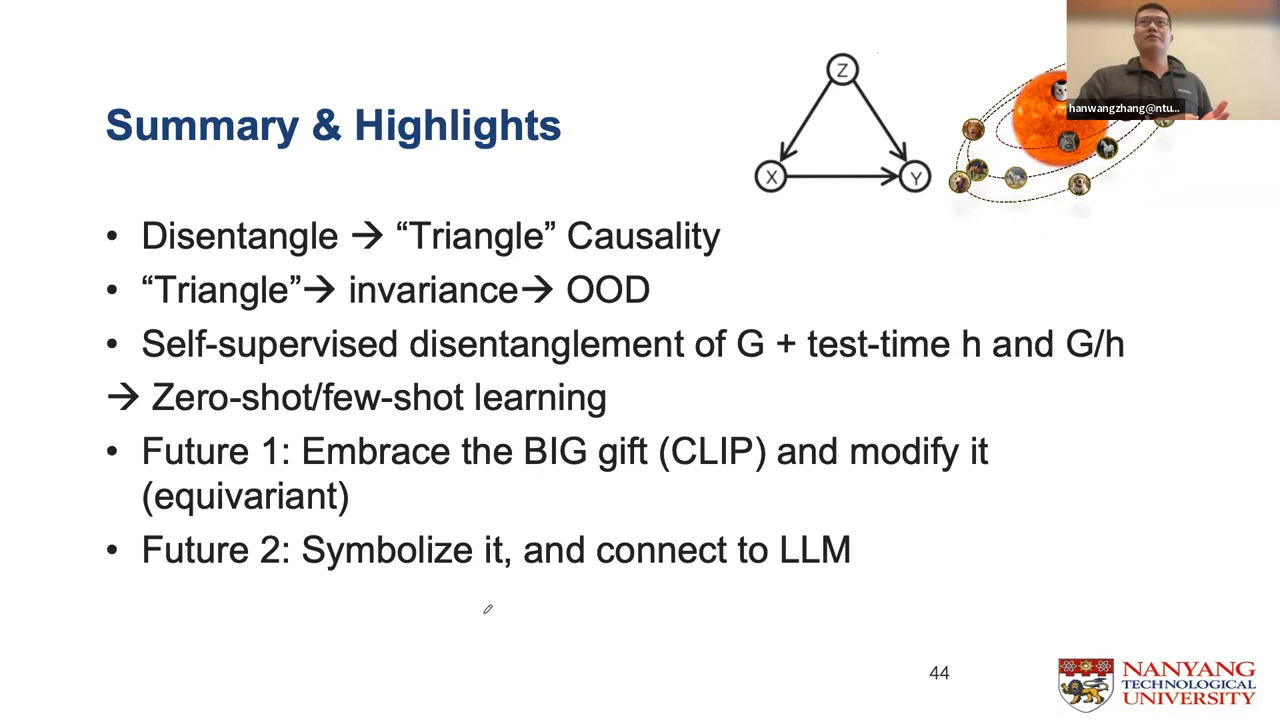 Z
X
Y
hanwangzhang@ntu...
Summary & Highlights
• Disentangle → “Triangle” Causality
• “Triangle”→ invariance→ OOD
• Self-supervised disentanglement of G + test-time h and G/h
→ Zero-shot/few-shot learning
• Future 1: Embrace the BIG gift (CLIP) and modify it
(equivariant)
• Future 2: Symbolize it, and connect to LLM
44
NANYANG
TECHNOLOGICAL
UNIVERSITY